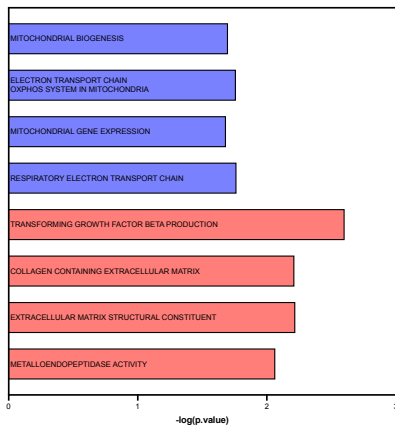 MITOCHONDRIAL BIOGENESIS
ELECTRON TRANSPORT CHAIN
OXPHOS SYSTEM IN MITOCHONDRIA
MITOCHONDRIAL GENE EXPRESSION
RESPIRATORY ELECTRON TRANSPORT CHAIN
TRANSFORMING GROWTH FACTOR BETA PRODUCTION
COLLAGEN CONTAINING EXTRACELLULAR MATRIX
EXTRACELLULAR MATRIX STRUCTURAL CONSTITUENT
METALLOENDOPEPTIDASE ACTIVITY
0 1 2 3
-log(p.value)